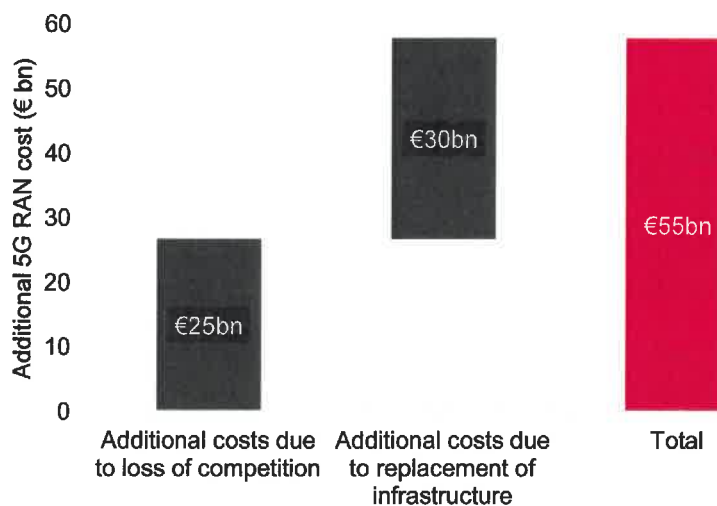 Additional 5G RAN cost (€ bn)
60
50
40
30
20
10
0
€25bn
€30bn
€55bn
Additional costs due
to loss of competition
Additional costs due
to replacement of
infrastructure
Total